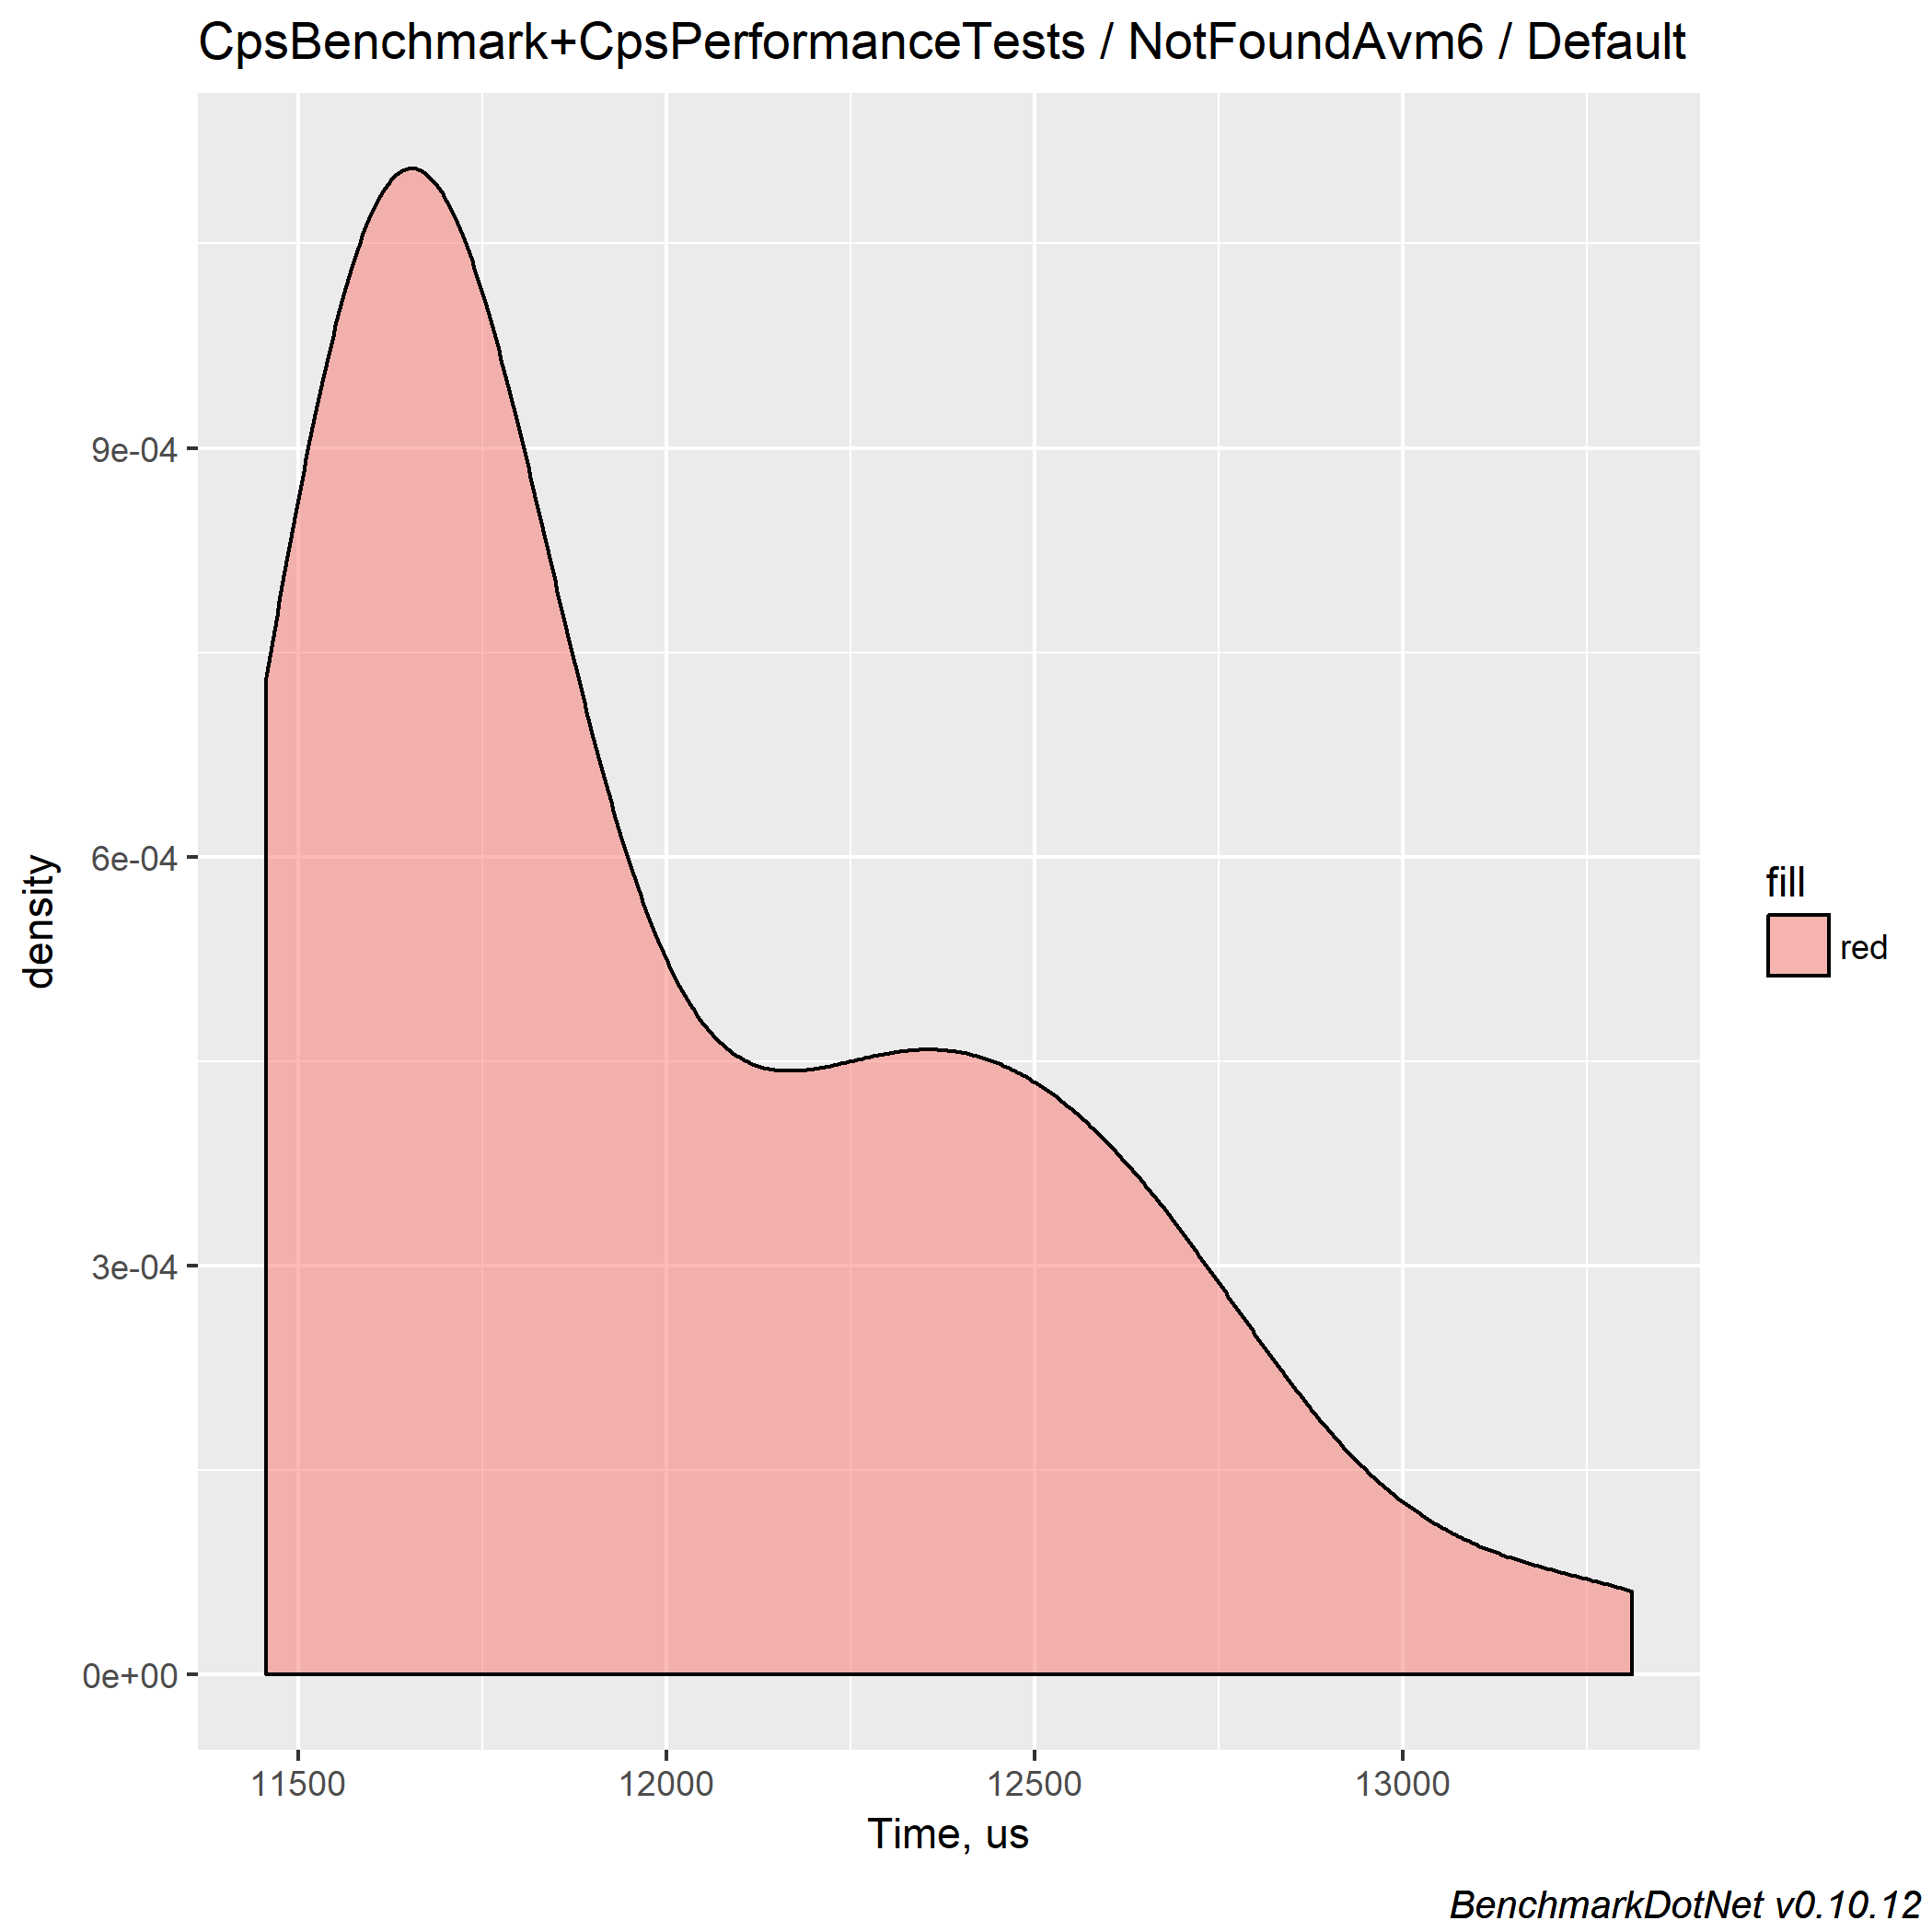 CpsBenchmark+CpsPerformanceTests / NotFoundAvm6 / Default
density
9e-04
6e-04
3e-04
0e+00
11500 12000 12500 13000
Time, us
fill
red
BenchmarkDotNet v0.10.12